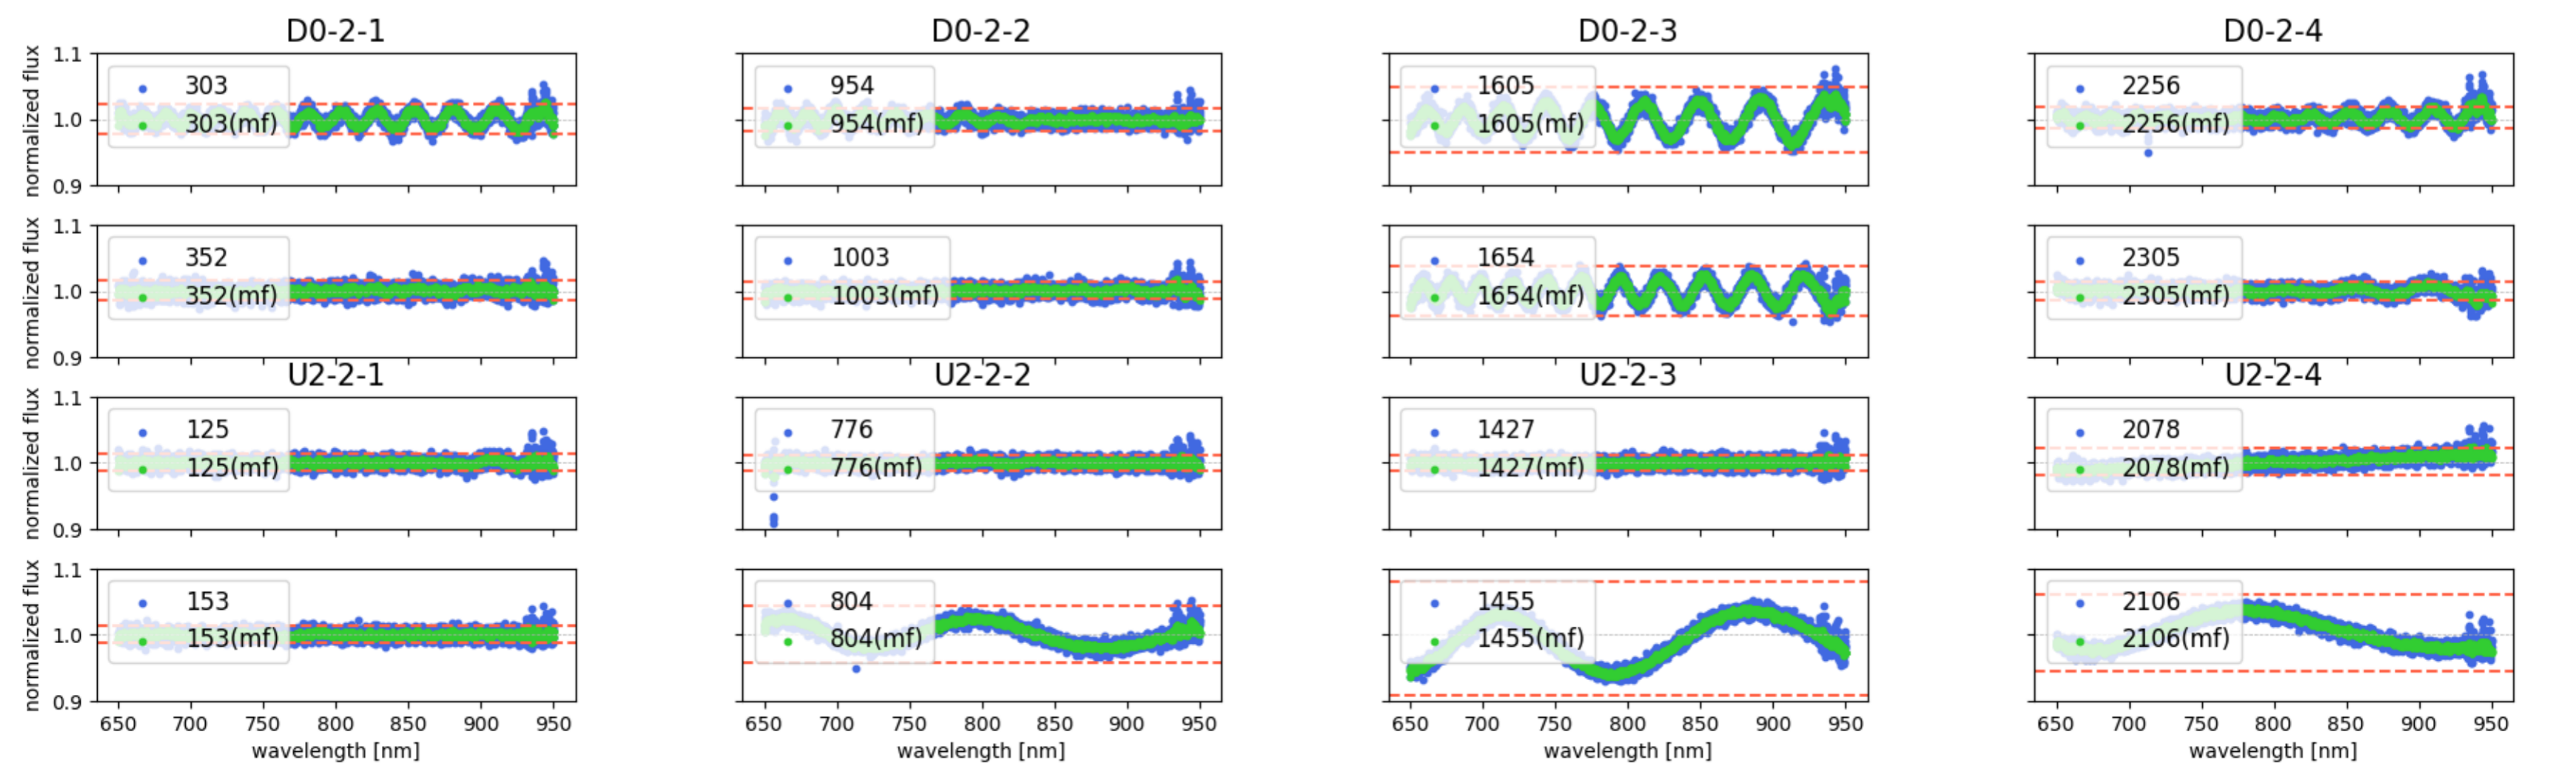 D0-2-1 D0-2-2 D0-2-3 D0-2-4
normalized flux
1.1
1.0
0.9
303
303(mf)
954
954(mf)
1605
1605(mf)
2256
2256(mf)
normalized flux
1.1
1.0
0.9
352
352(mf)
1003
1003(mf)
1654
1654(mf)
2305
2305(mf)
U2-2-1 U2-2-2 U2-2-3 U2-2-4
normalized flux
1.1
1.0
0.9
125
125(mf)
776
776(mf)
1427
1427(mf)
2078
2078(mf)
normalized flux
1.1
1.0
0.9
153
153(mf)
804
804(mf)
1455
1455(mf)
2106
2106(mf)
650 700 750 800 850 900 950
650 700 750 800 850 900 950
650 700 750 800 850 900 950
650 700 750 800 850 900 950
wavelength [nm]
wavelength [nm]
wavelength [nm]
wavelength [nm]